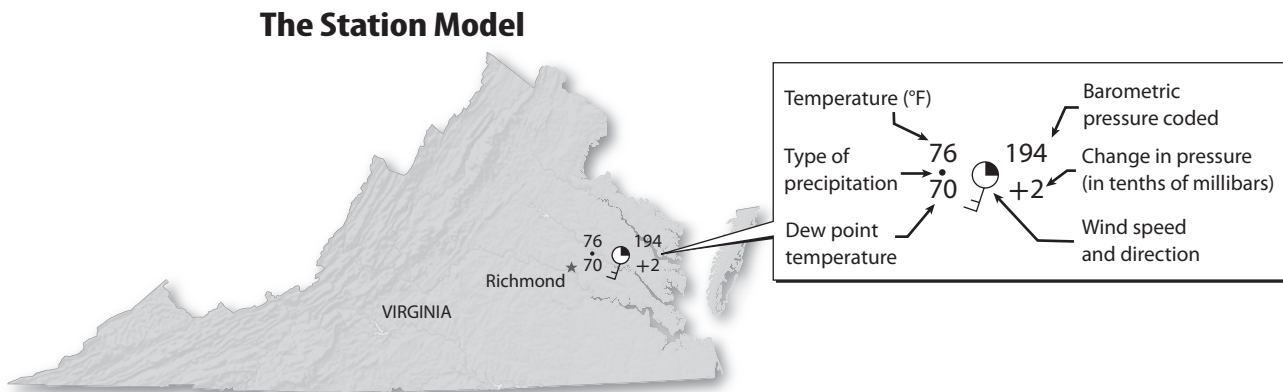 The Station Model
Temperature (°F)
Barometric
pressure coded
76
194
Type of
precipitation
Change in pressure
(in tenths of millibars)
70
+2
Dew point
temperature
Wind speed
and direction
76
194
70
+2
Richmond
VIRGINIA